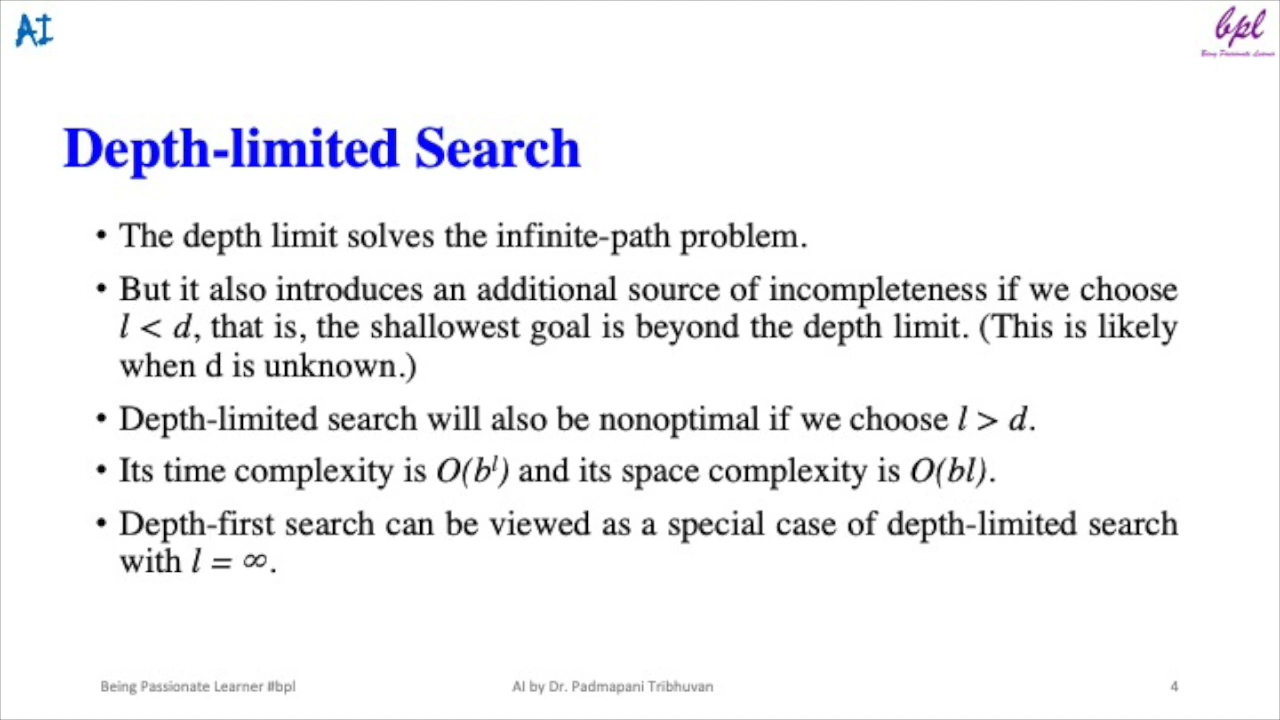 AI
bpl
Being Passionate Learner
Depth-limited Search
• The depth limit solves the infinite-path problem.
• But it also introduces an additional source of incompleteness if we choose
l < d, that is, the shallowest goal is beyond the depth limit. (This is likely
when d is unknown.)
• Depth-limited search will also be nonoptimal if we choose l > d.
• Its time complexity is O(bˡ) and its space complexity is O(bl).
• Depth-first search can be viewed as a special case of depth-limited search
with l = ∞.
Being Passionate Learner #bpl
AI by Dr. Padmapani Tribhuvan
4